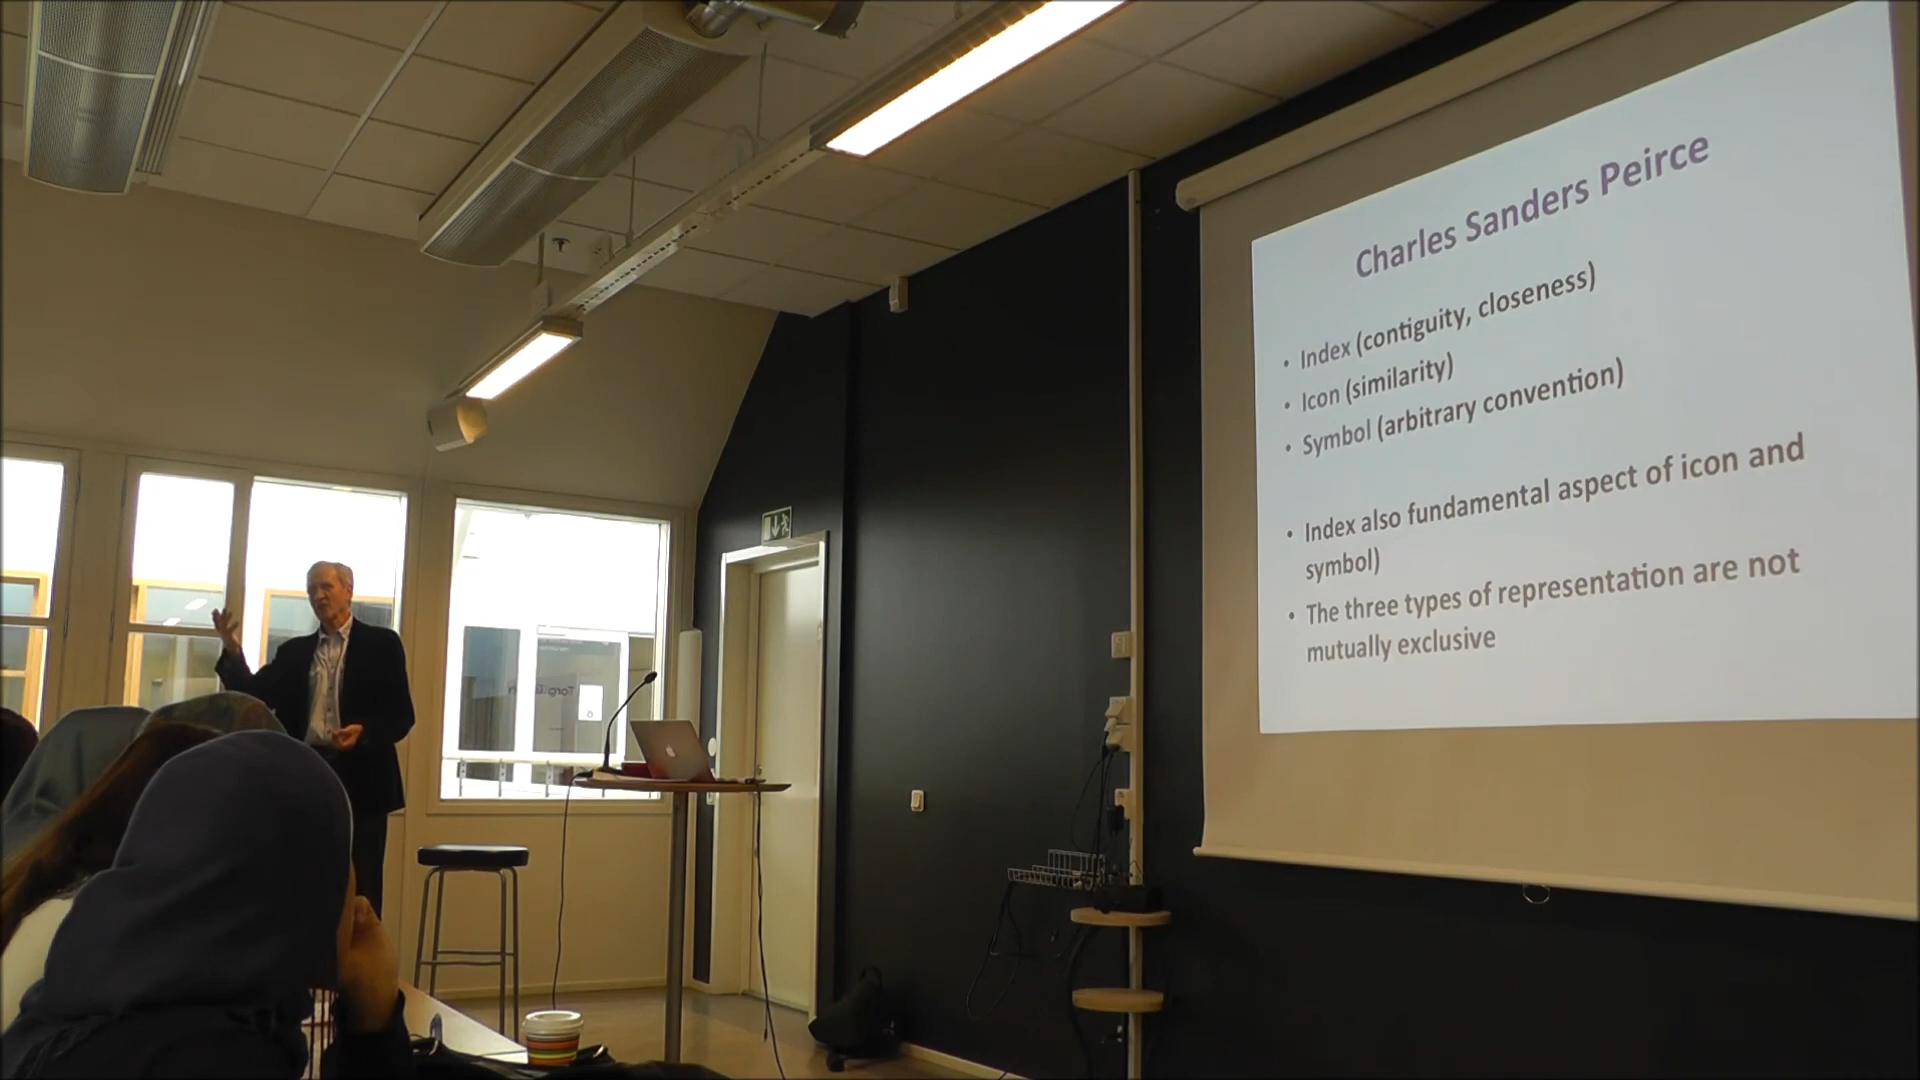 Charles Sanders Peirce
• Index (contiguity, closeness)
• Icon (similarity)
• Symbol (arbitrary convention)
• Index also fundamental aspect of icon and
symbol)
• The three types of representation are not
mutually exclusive